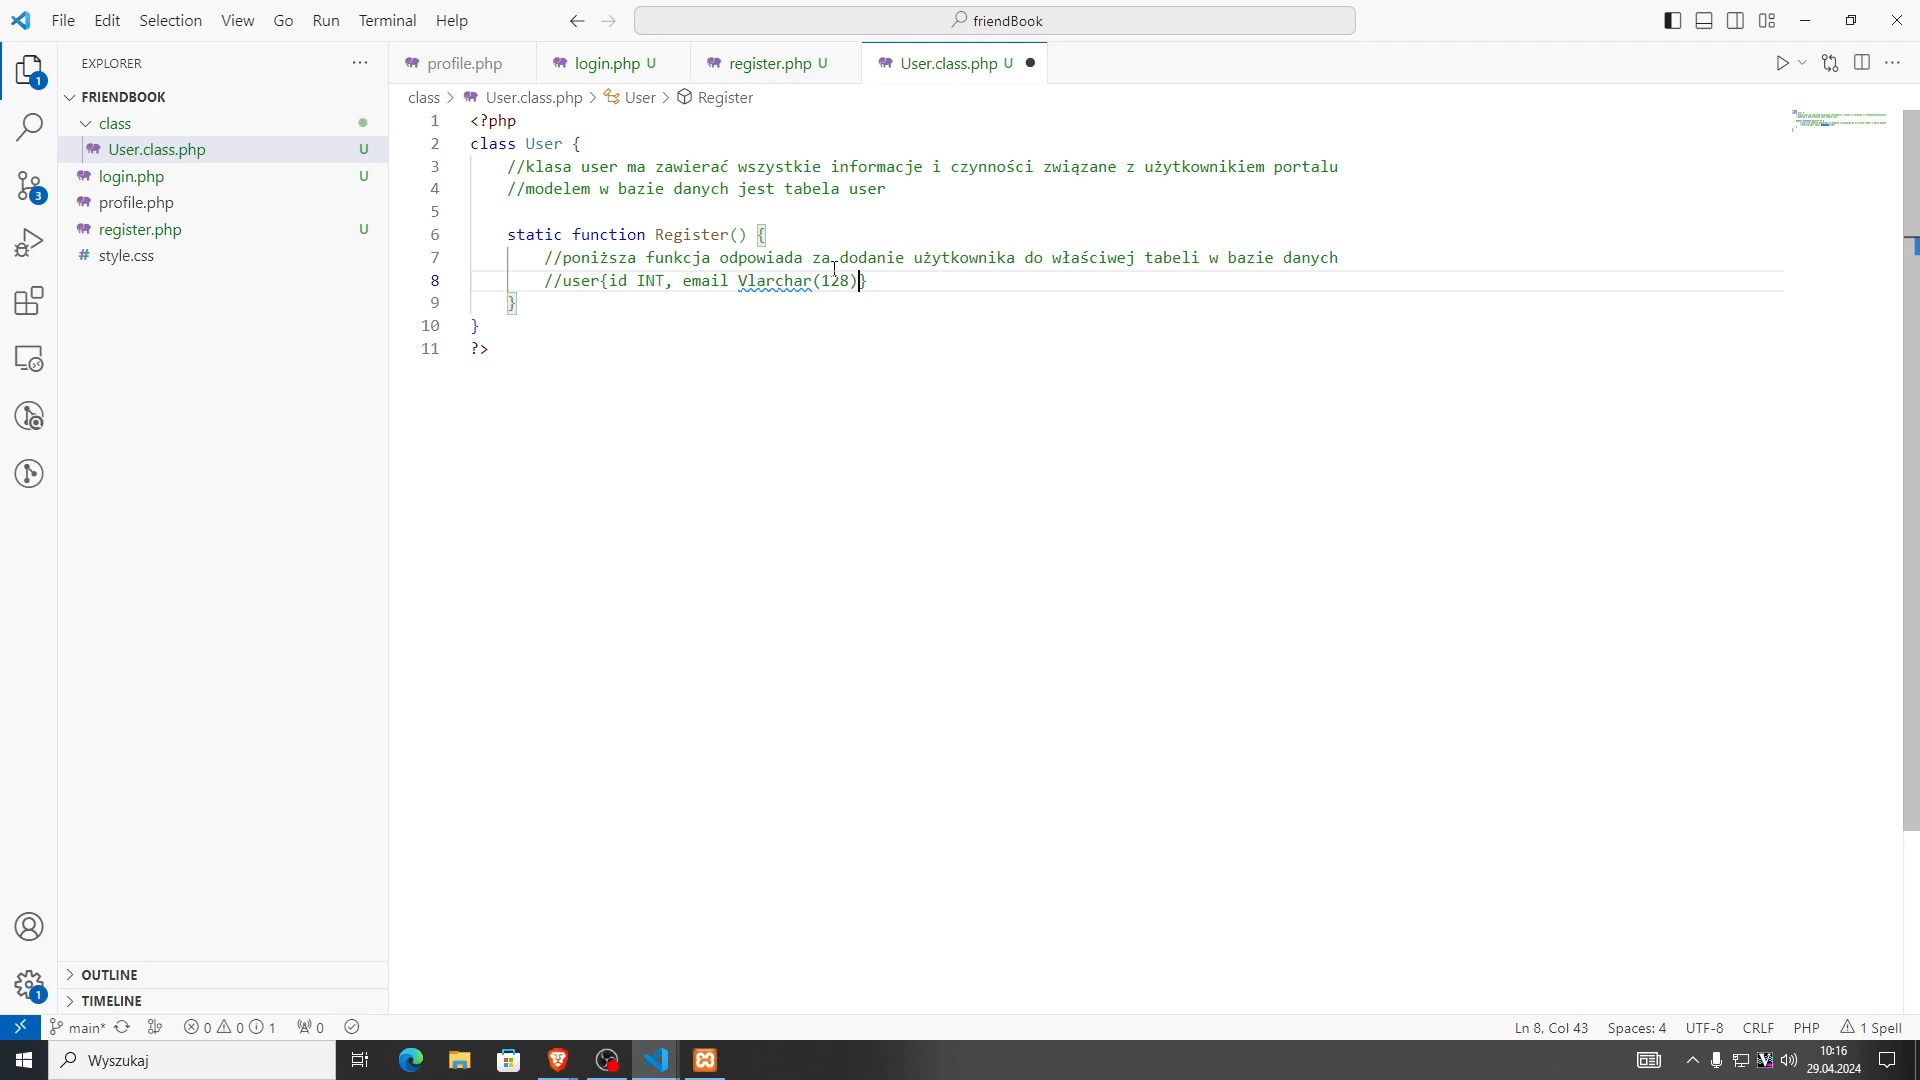 File Edit Selection View Go Run Terminal Help
friendBook
EXPLORER
profile.php
login.php U
register.php U
User.class.php U
FRIENDBOOK
class
User.class.php U
login.php U
profile.php
register.php U
style.css
class > User.class.php > User > Register
1 <?php
2 class User {
3 //klasa user ma zawierać wszystkie informacje i czynności związane z użytkownikiem portalu
4 //modelem w bazie danych jest tabela user
5
6 static function Register() {
7 //poniższa funkcja odpowiada za dodanie użytkownika do właściwej tabeli w bazie danych
8 //user{id INT, email Vlarchar(128)}
9 }
10 }
11 ?>
1
3
1
OUTLINE
TIMELINE
main* 0 0 1 0
Ln 8, Col 43 Spaces: 4 UTF-8 CRLF PHP 1 Spell
Wyszukaj
10:16
29.04.2024